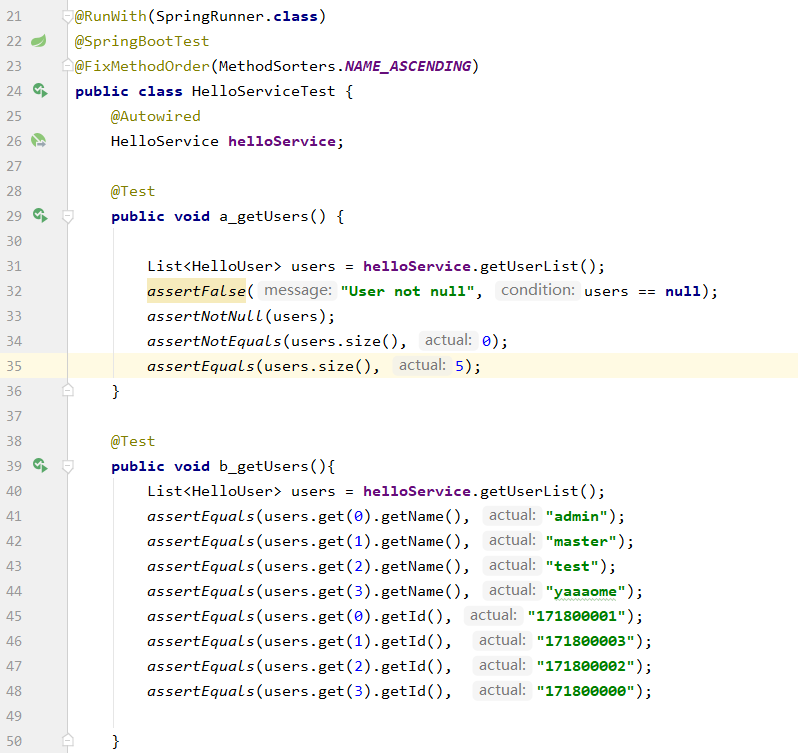 21 @RunWith(SpringRunner.class)
22 @SpringBootTest
23 @FixMethodOrder(MethodSorters.NAME_ASCENDING)
24 public class HelloServiceTest {
25 @Autowired
26 HelloService helloService;
27
28 @Test
29 public void a_getUsers() {
30
31 List<HelloUser> users = helloService.getUserList();
32 assertFalse( message: "User not null", condition: users == null);
33 assertNotNull(users);
34 assertNotEquals(users.size(), actual: 0);
35 assertEquals(users.size(), actual: 5);
36 }
37
38 @Test
39 public void b_getUsers(){
40 List<HelloUser> users = helloService.getUserList();
41 assertEquals(users.get(0).getName(), actual: "admin");
42 assertEquals(users.get(1).getName(), actual: "master");
43 assertEquals(users.get(2).getName(), actual: "test");
44 assertEquals(users.get(3).getName(), actual: "yaaaome");
45 assertEquals(users.get(0).getId(), actual: "171800001");
46 assertEquals(users.get(1).getId(), actual: "171800003");
47 assertEquals(users.get(2).getId(), actual: "171800002");
48 assertEquals(users.get(3).getId(), actual: "171800000");
49
50 }